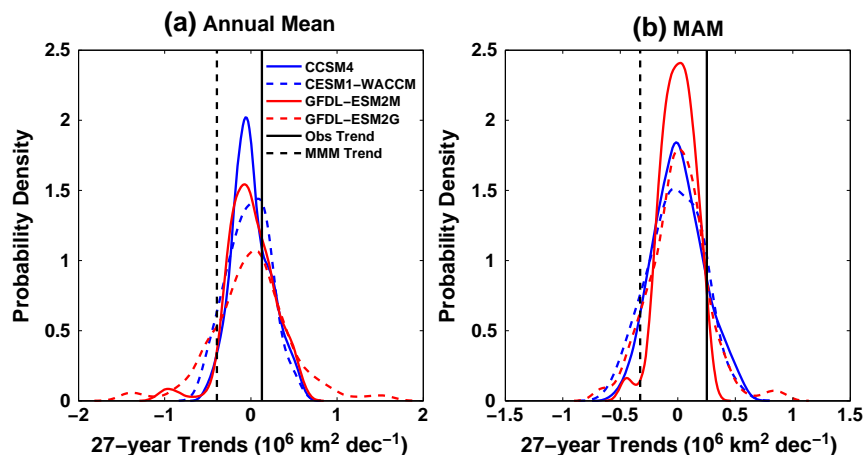 (a) Annual Mean
2.5
2
1.5
1
0.5
0
−2
−1
0
1
2
Probability Density
27−year Trends (10⁶ km² dec⁻¹)
CCSM4
CESM1−WACCM
GFDL−ESM2M
GFDL−ESM2G
Obs Trend
MMM Trend
(b) MAM
2.5
2
1.5
1
0.5
0
−1.5
−1
−0.5
0
0.5
1
1.5
Probability Density
27−year Trends (10⁶ km² dec⁻¹)